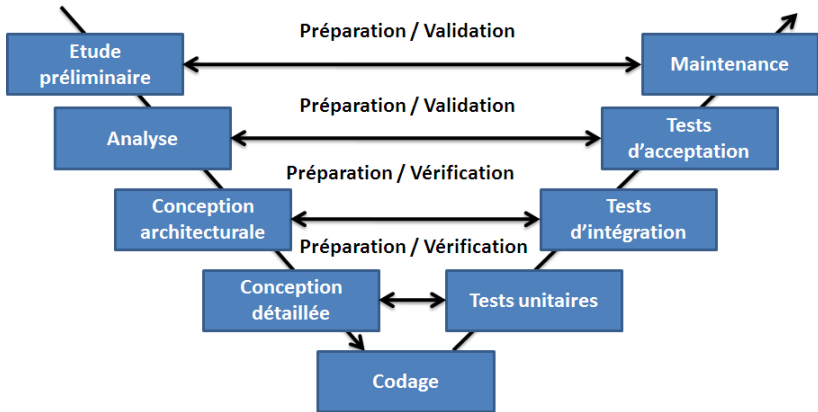 Préparation / Validation
Etude
préliminaire
Maintenance
Préparation / Validation
Analyse
Tests
d'acceptation
Préparation / Vérification
Conception
architecturale
Tests
d'intégration
Préparation / Vérification
Conception
détaillée
Tests unitaires
Codage